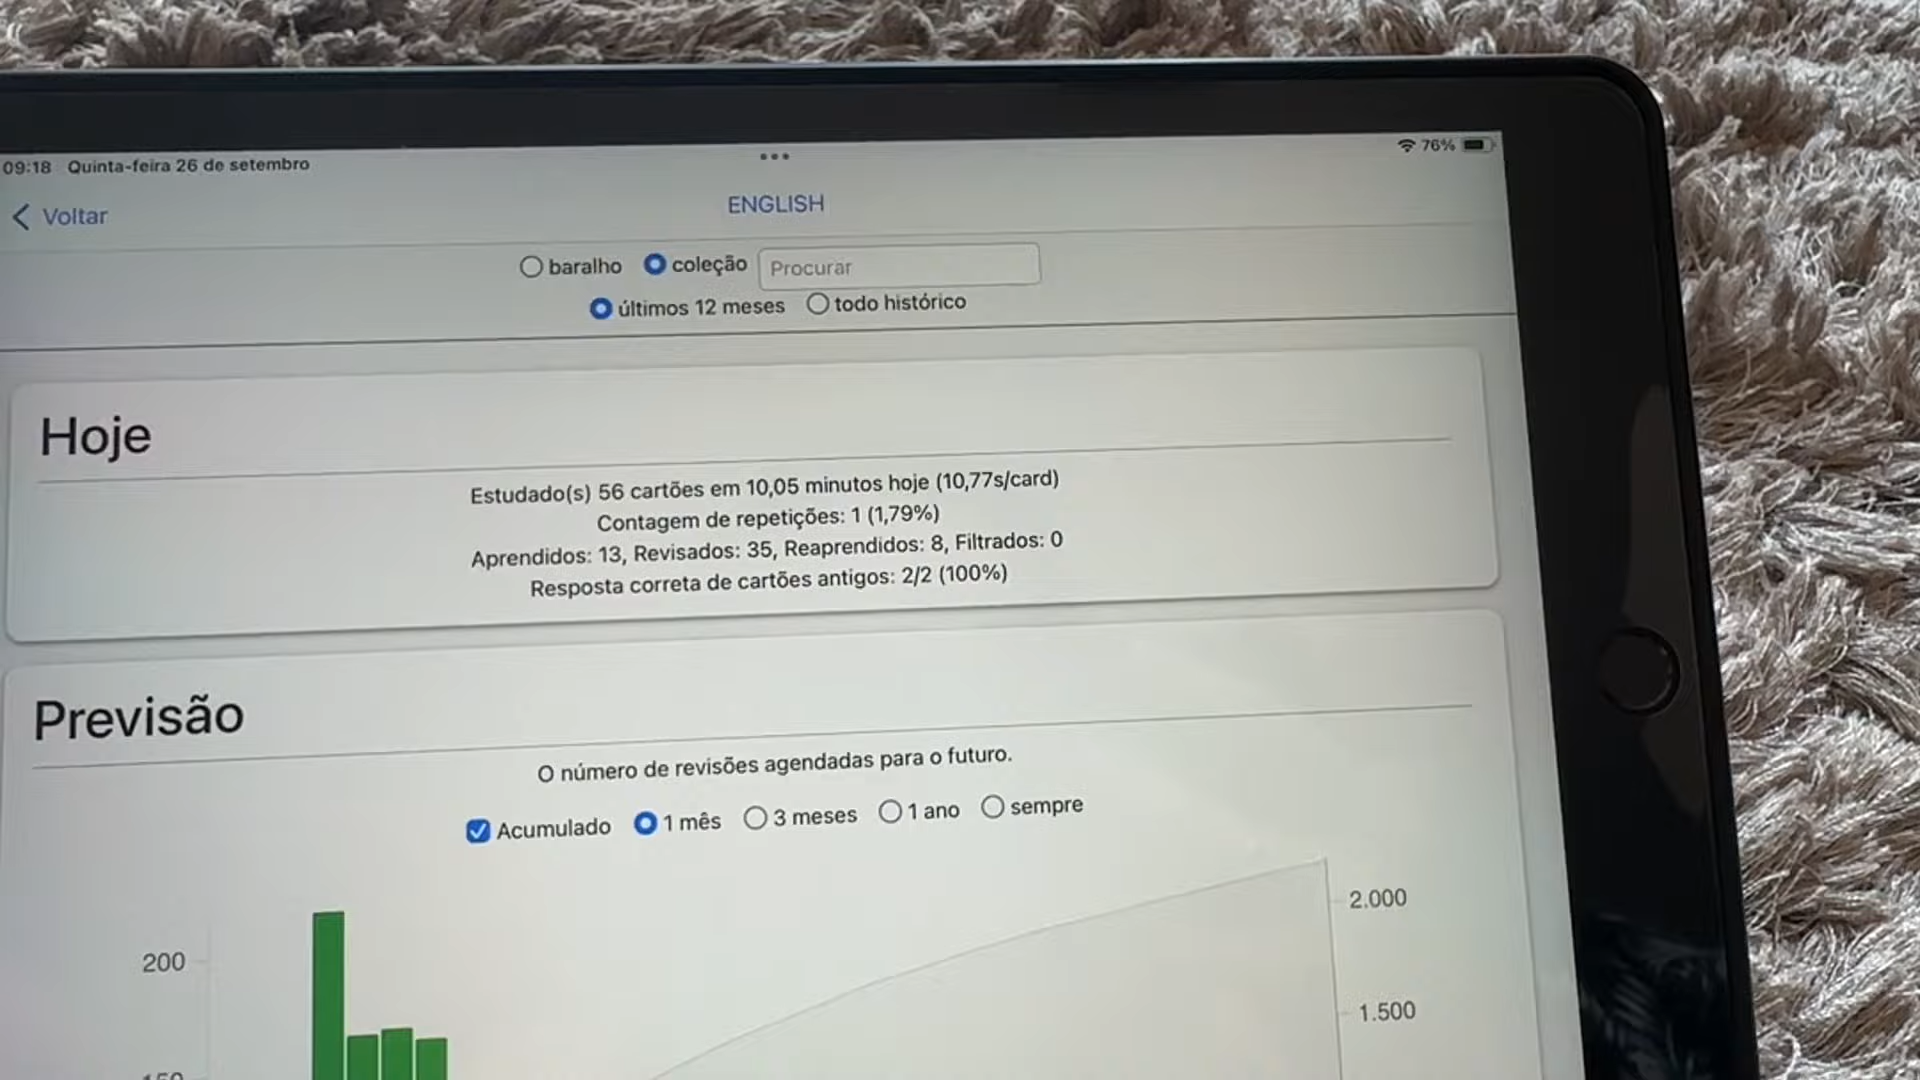 09:18 Quinta-feira 26 de setembro
76%
Voltar
ENGLISH
baralho coleção Procurar
últimos 12 meses todo histórico
Hoje
Estudado(s) 56 cartões em 10,05 minutos hoje (10,77s/card)
Contagem de repetições: 1 (1,79%)
Aprendidos: 13, Revisados: 35, Reaprendidos: 8, Filtrados: 0
Resposta correta de cartões antigos: 2/2 (100%)
Previsão
O número de revisões agendadas para o futuro.
Acumulado 1 mês 3 meses 1 ano sempre
2.000
200
1.500